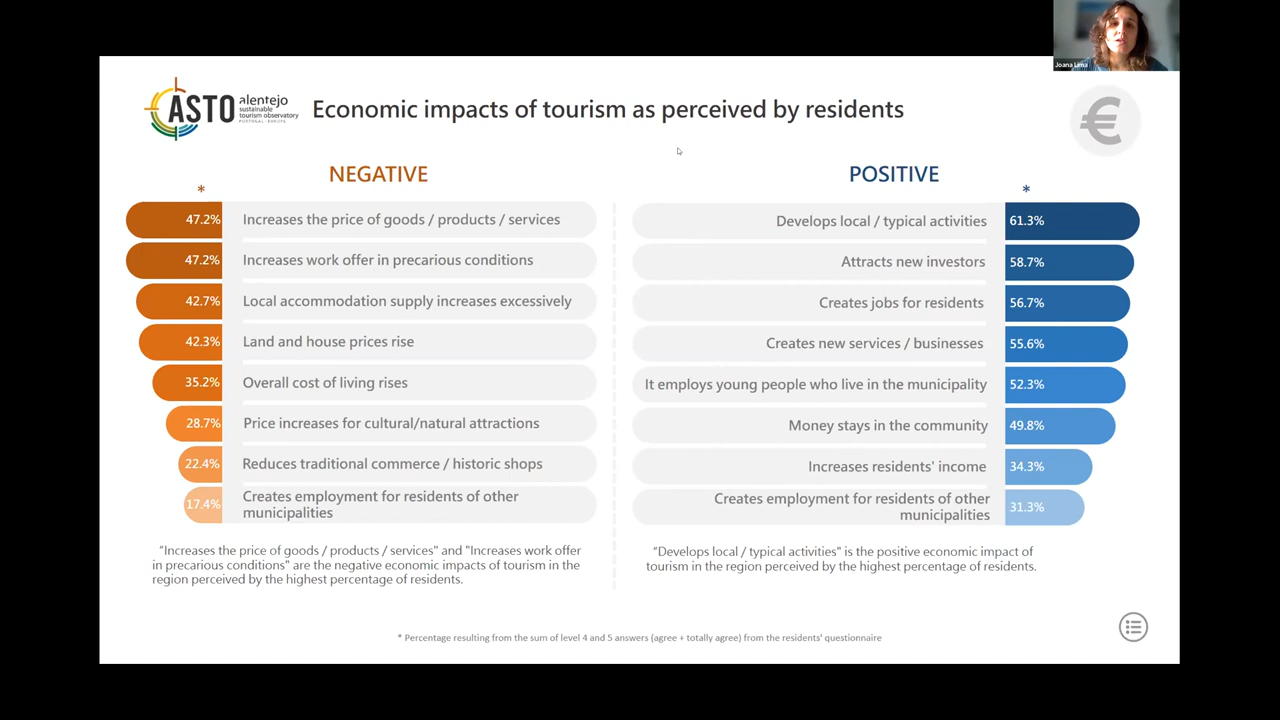 Joana Lima
ASTO
alentejo
sustainable
tourism observatory
PORTUGAL · EUROPE
Economic impacts of tourism as perceived by residents
€
NEGATIVE
*
47.2% Increases the price of goods / products / services
47.2% Increases work offer in precarious conditions
42.7% Local accommodation supply increases excessively
42.3% Land and house prices rise
35.2% Overall cost of living rises
28.7% Price increases for cultural/natural attractions
22.4% Reduces traditional commerce / historic shops
17.4% Creates employment for residents of other
municipalities
"Increases the price of goods / products / services" and "Increases work offer
in precarious conditions" are the negative economic impacts of tourism in the
region perceived by the highest percentage of residents.
POSITIVE
*
Develops local / typical activities 61.3%
Attracts new investors 58.7%
Creates jobs for residents 56.7%
Creates new services / businesses 55.6%
It employs young people who live in the municipality 52.3%
Money stays in the community 49.8%
Increases residents' income 34.3%
Creates employment for residents of other 31.3%
municipalities
"Develops local / typical activities" is the positive economic impact of
tourism in the region perceived by the highest percentage of residents.
* Percentage resulting from the sum of level 4 and 5 answers (agree + totally agree) from the residents' questionnaire